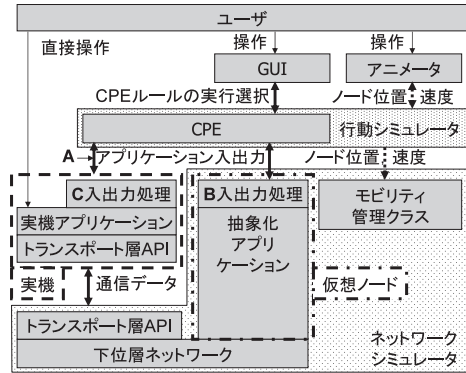 ユーザ
直接操作
操作
操作
GUI
アニメータ
CPEルールの実行選択
ノード位置,速度
CPE
行動シミュレータ
A
アプリケーション入出力
ノード位置,速度
C入出力処理
B入出力処理
モビリティ
管理クラス
実機アプリケーション
トランスポート層API
抽象化
アプリ
ケーション
実機
通信データ
仮想ノード
トランスポート層API
下位層ネットワーク
ネットワーク
シミュレータ